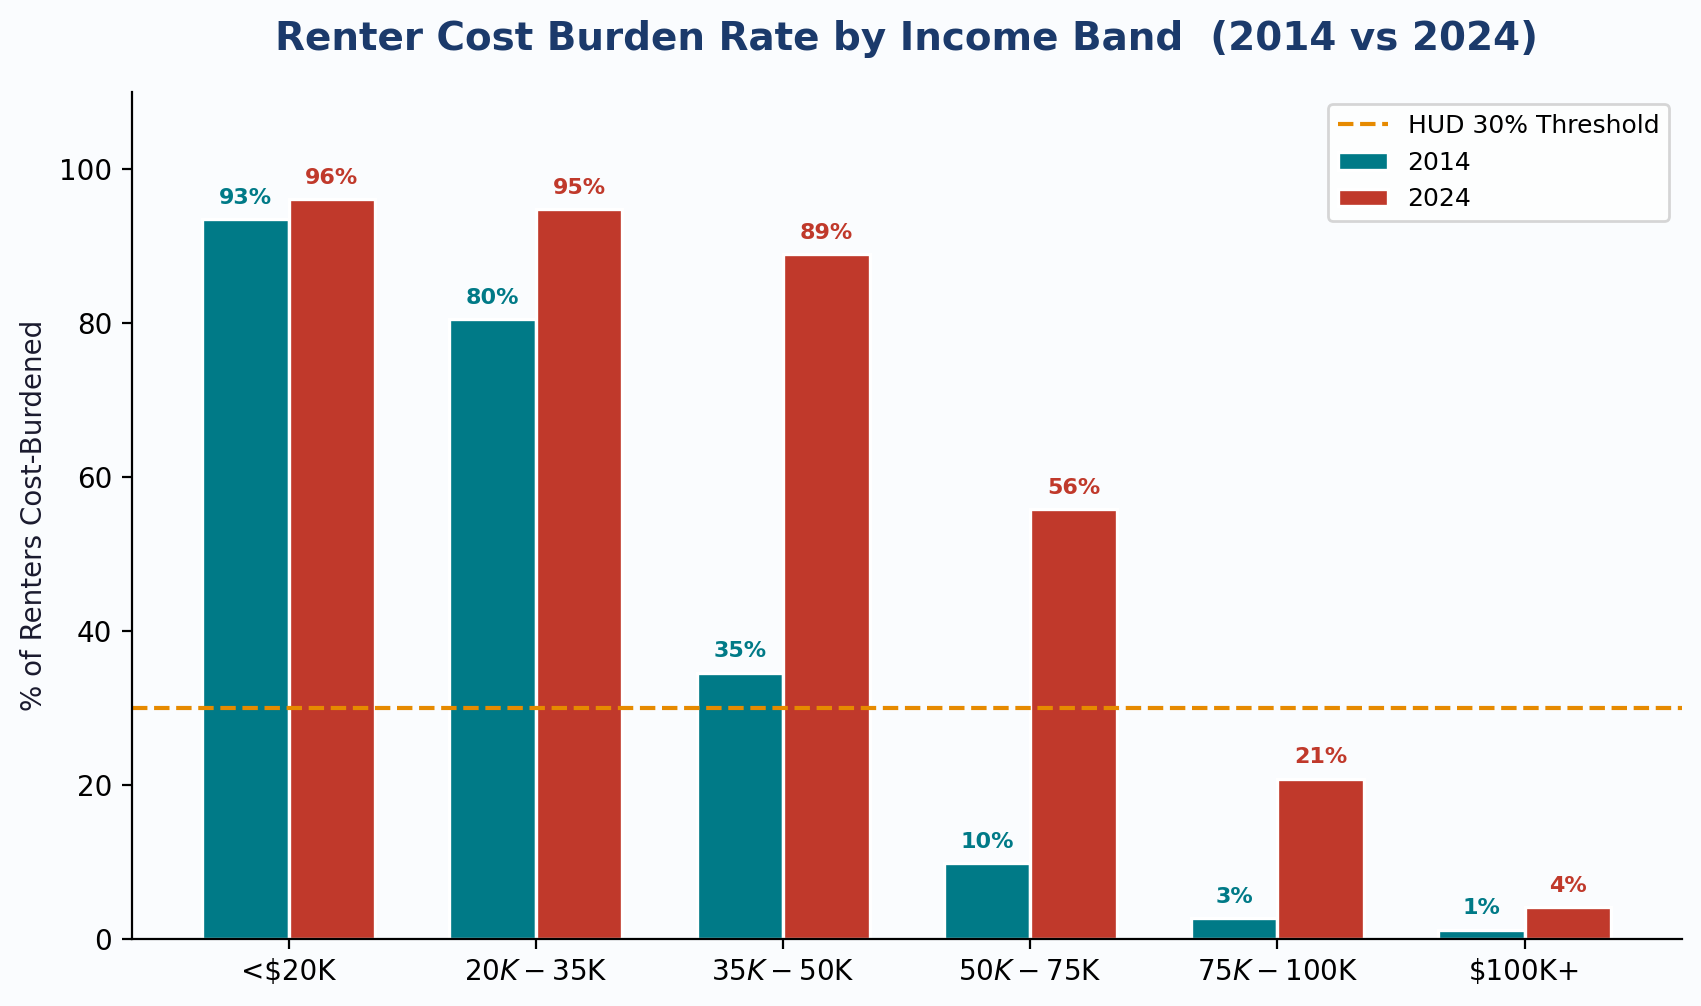 Renter Cost Burden Rate by Income Band (2014 vs 2024)
HUD 30% Threshold
2014
2024
% of Renters Cost-Burdened
100
80
60
40
20
0
93%
96%
80%
95%
35%
89%
10%
56%
3%
21%
1%
4%
<$20K
20K − 35K
35K − 50K
50K − 75K
75K − 100K
$100K+